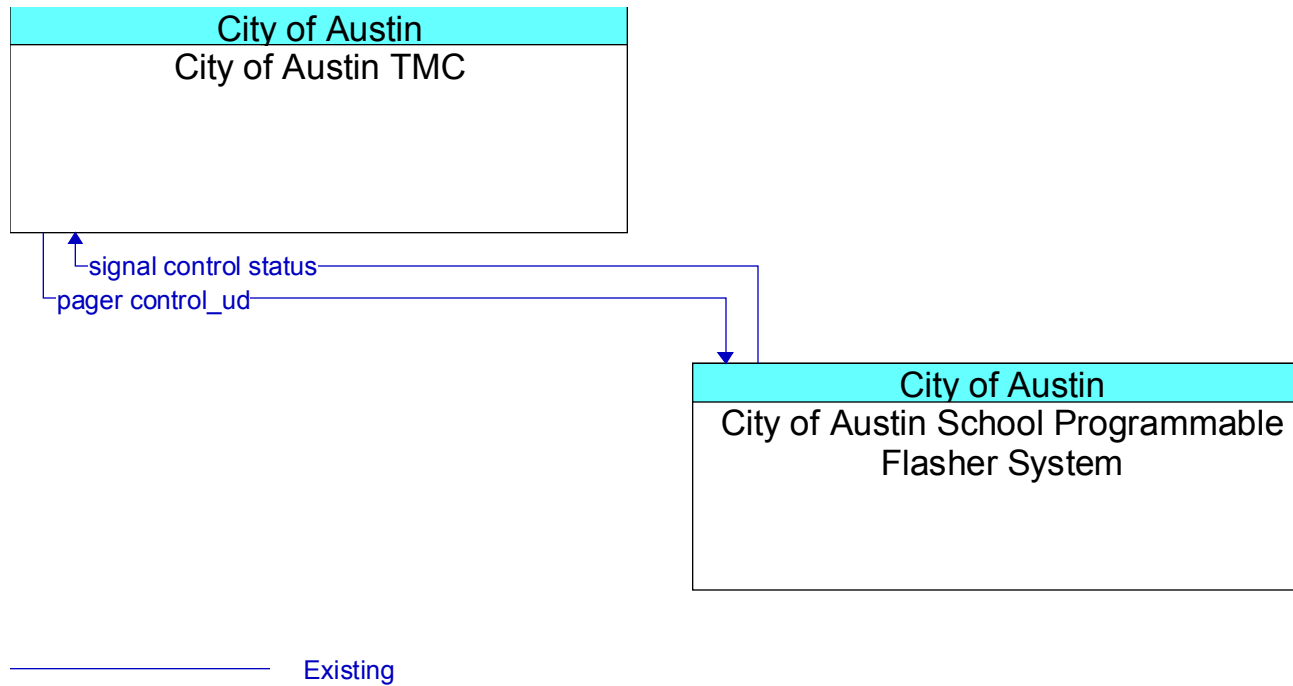 City of Austin
City of Austin TMC
signal control status
pager control_ud
City of Austin
City of Austin School Programmable
Flasher System
Existing